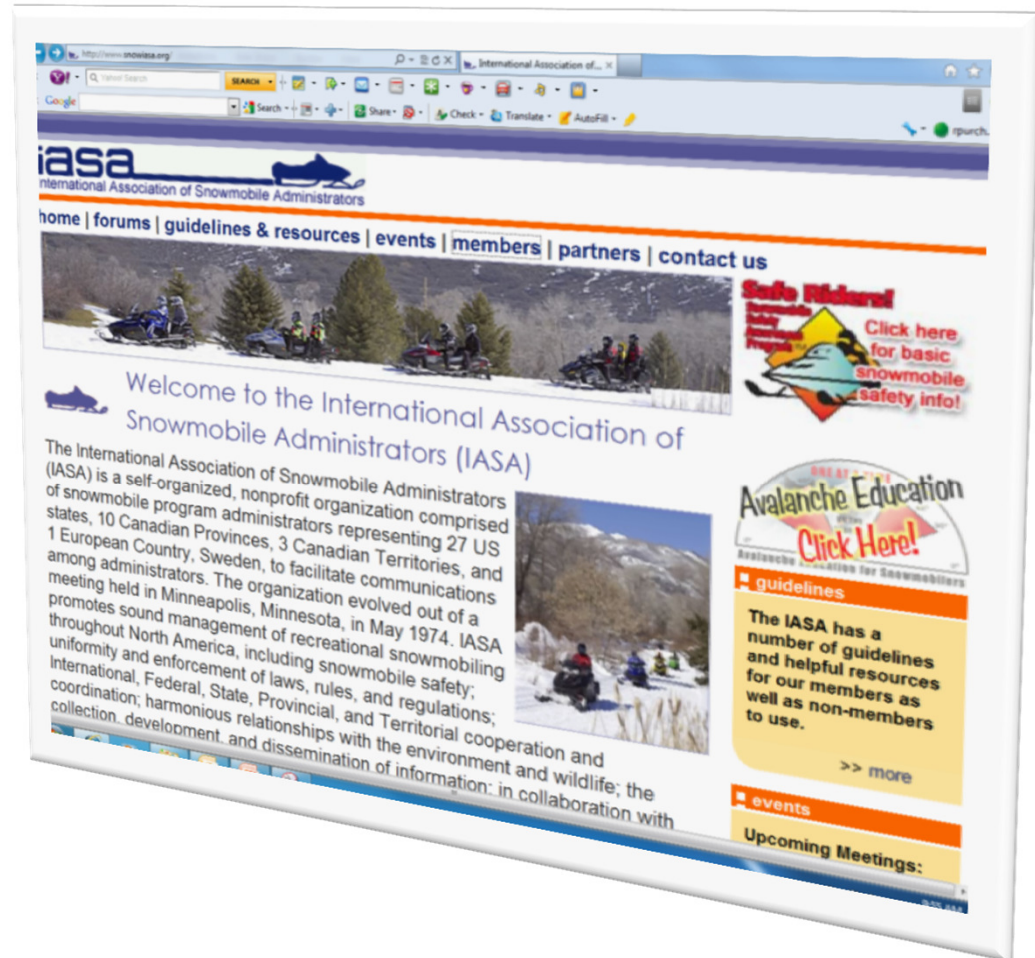 http://www.snowiasa.org/
International Association of... ×
Yahoo! Search
SEARCH
Google
Search
Share
Check
Translate
AutoFill
rpurch.
iasa
International Association of Snowmobile Administrators
home | forums | guidelines & resources | events | members | partners | contact us
Safe Riders!
Snowmobile
Safety
Awareness
Program
Click here
for basic
snowmobile
safety info!
Welcome to the International Association of
Snowmobile Administrators (IASA)
The International Association of Snowmobile Administrators
(IASA) is a self-organized, nonprofit organization comprised
of snowmobile program administrators representing 27 US
states, 10 Canadian Provinces, 3 Canadian Territories, and
1 European Country, Sweden, to facilitate communications
among administrators. The organization evolved out of a
meeting held in Minneapolis, Minnesota, in May 1974. IASA
promotes sound management of recreational snowmobiling
throughout North America, including snowmobile safety;
uniformity and enforcement of laws, rules, and regulations;
International, Federal, State, Provincial, and Territorial cooperation and
coordination; harmonious relationships with the environment and wildlife; the
collection, development, and dissemination of information; in collaboration with
Avalanche Education
Click Here!
Avalanche Education for Snowmobilers
guidelines
The IASA has a
number of guidelines
and helpful resources
for our members as
well as non-members
to use.
>> more
events
Upcoming Meetings: